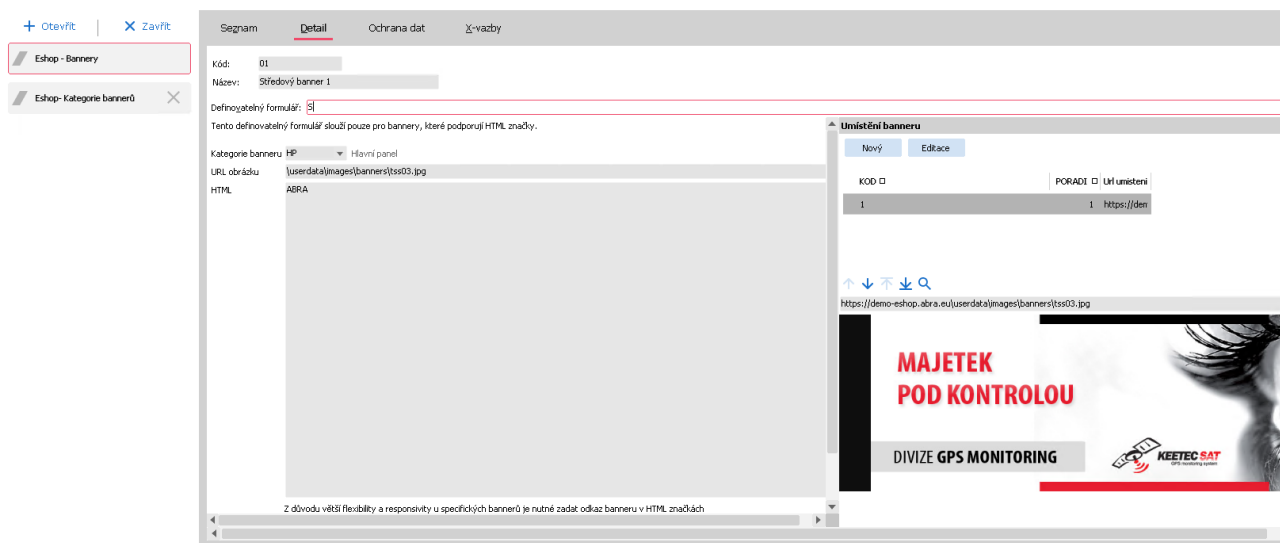 Otevřít
Zavřít
Eshop - Bannery
Eshop- Kategorie bannerů
Seznam
Detail
Ochrana dat
X-vazby
Kód: 01
Název: Středový banner 1
Definovatelný formulář: S
Tento definovatelný formulář slouží pouze pro bannery, které podporují HTML značky.
Kategorie banneru HP Hlavní panel
URL obrázku \userdata\images\banners\tss03.jpg
HTML ABRA
Z důvodu větší flexibility a responsivity u specifických bannerů je nutné zadat odkaz banneru v HTML značkách
Umístění banneru
Nový
Editace
KOD PORADI Url umisteni
1 1 https://dem
https://demo-eshop.abra.eu\userdata\images\banners\tss03.jpg
MAJETEK
POD KONTROLOU
DIVIZE GPS MONITORING
KEETEC SAT
GPS monitoring system